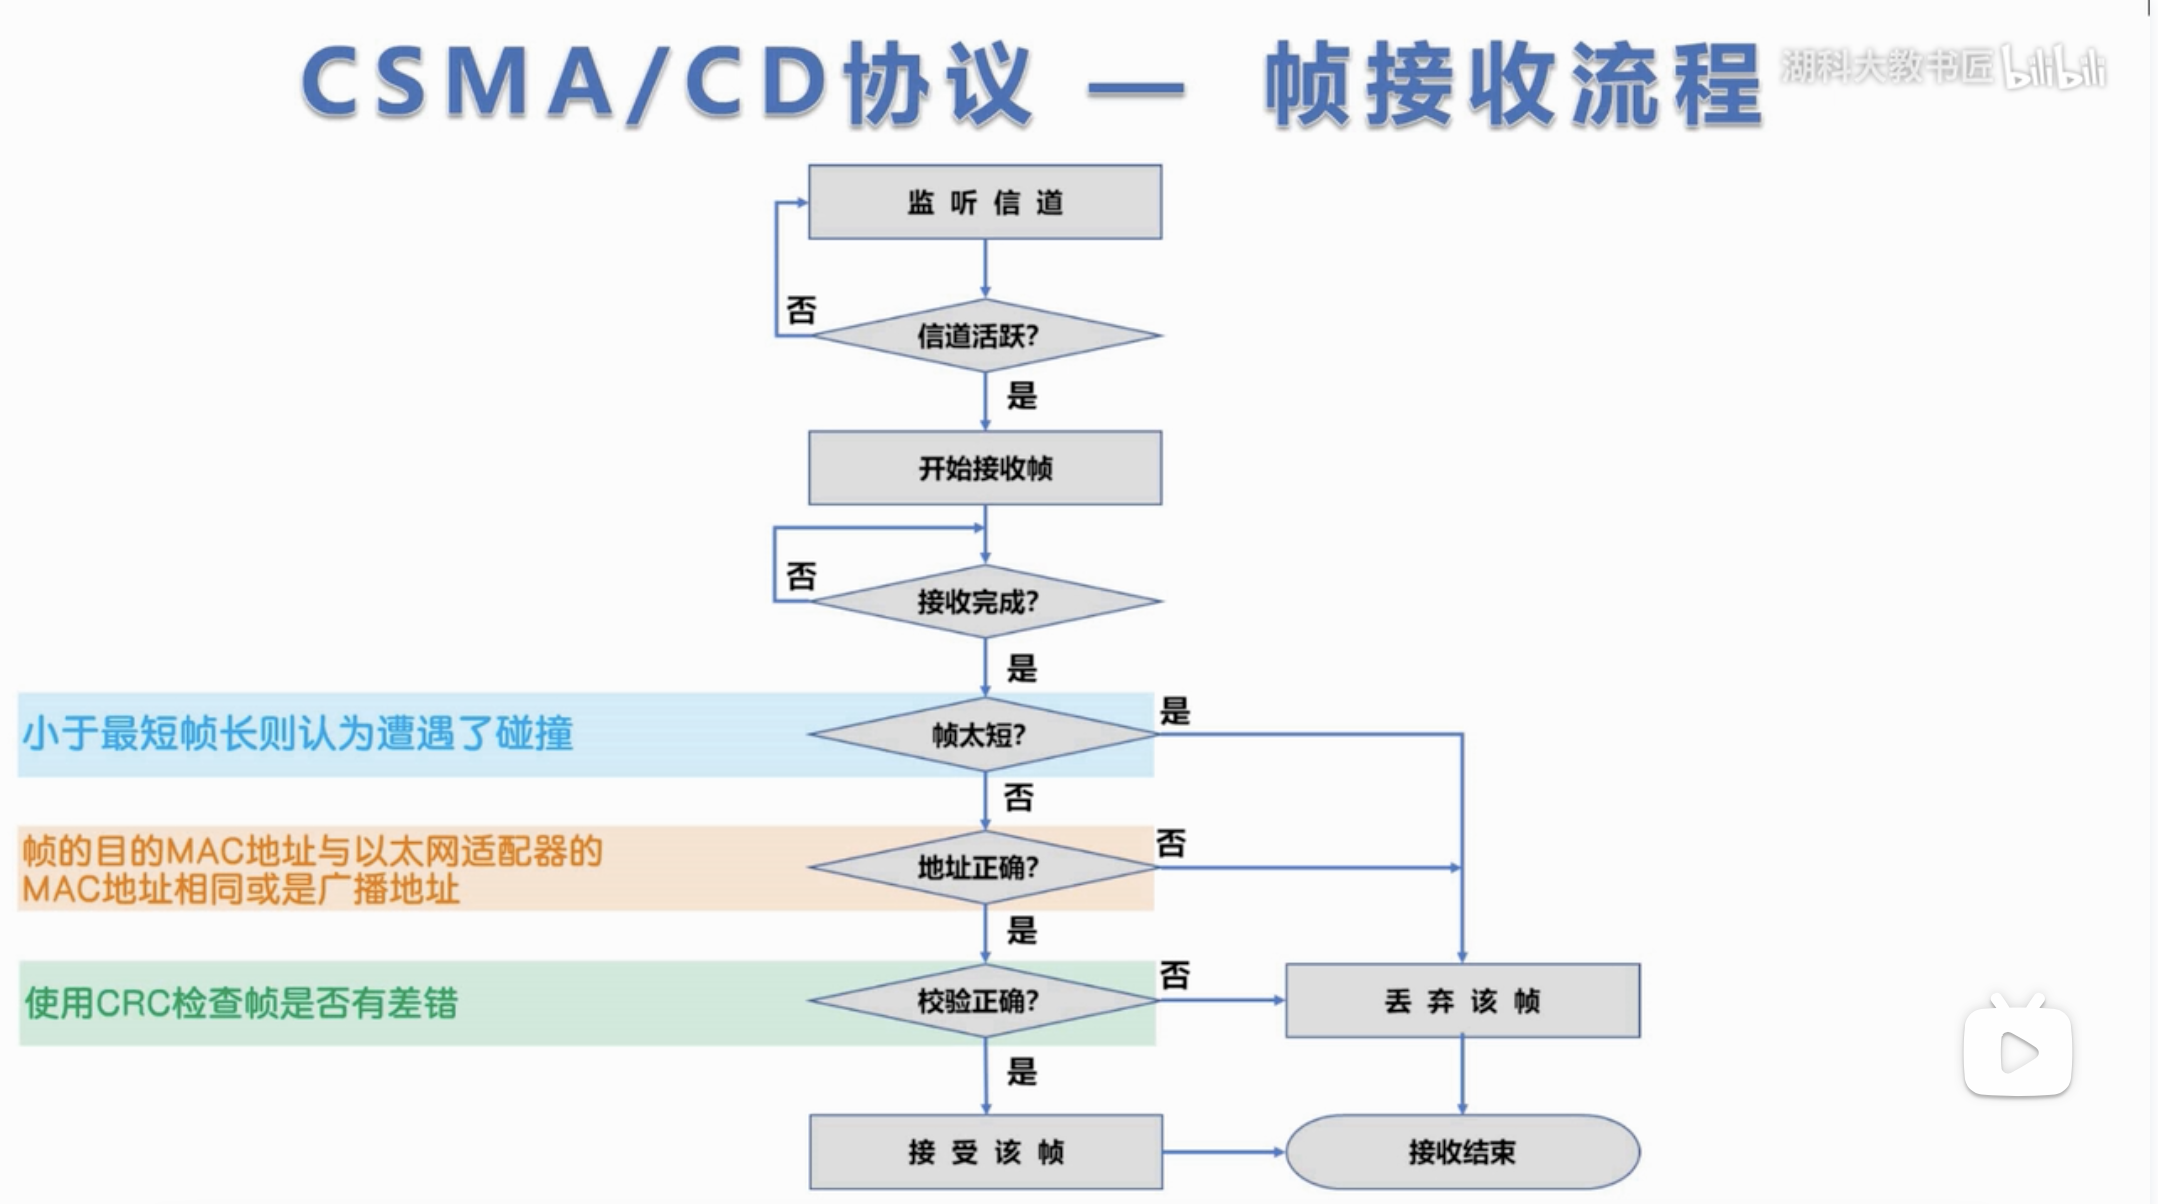 CSMA/CD协议 — 帧接收流程
湖科大教书匠 bilibili
监听信道
否
信道活跃?
是
开始接收帧
否
接收完成?
是
小于最短帧长则认为遭遇了碰撞
帧太短?
是
否
帧的目的MAC地址与以太网适配器的
MAC地址相同或是广播地址
地址正确?
否
是
使用CRC检查帧是否有差错
校验正确?
否
丢弃该帧
是
接受该帧
接收结束